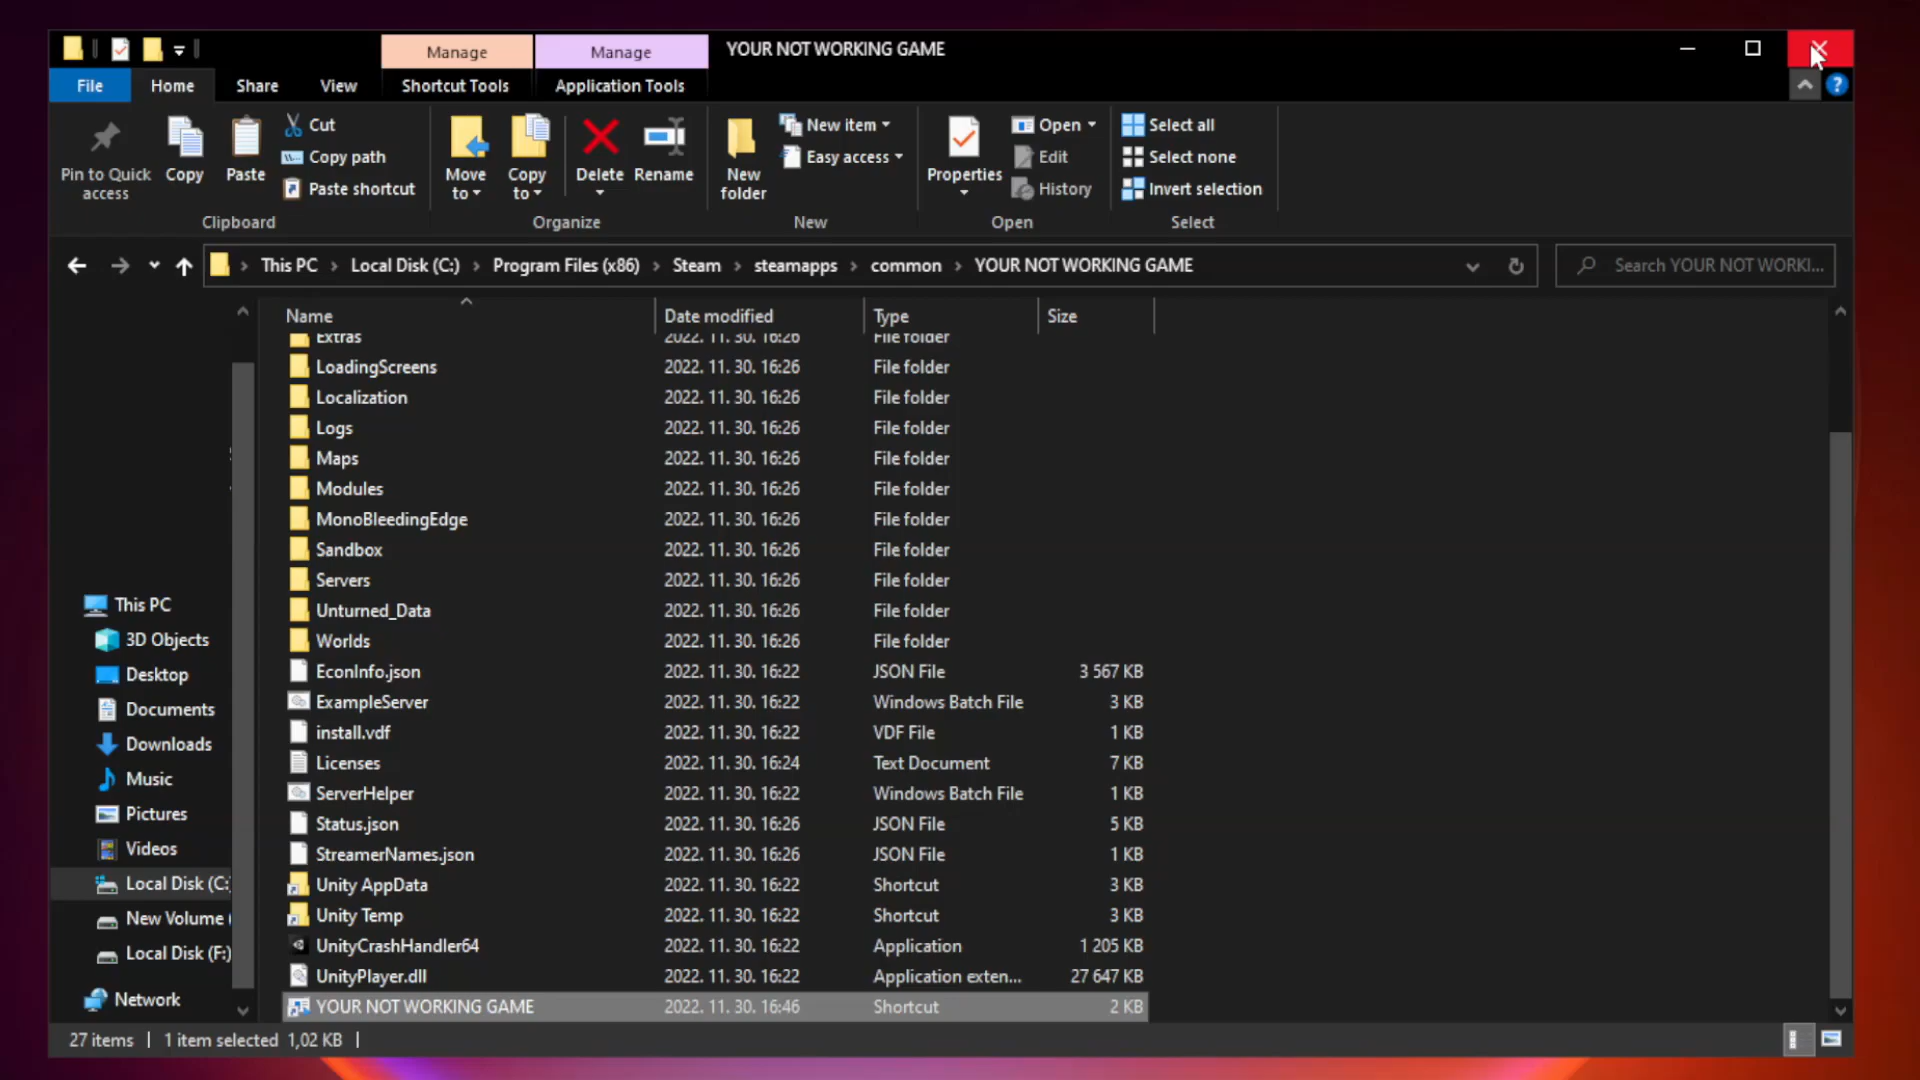 Manage
Manage
YOUR NOT WORKING GAME
File
Home
Share
View
Shortcut Tools
Application Tools
Pin to Quick access
Copy
Paste
Cut
Copy path
Paste shortcut
Clipboard
Move to
Copy to
Delete
Rename
Organize
New folder
New item
Easy access
New
Properties
Open
Edit
History
Open
Select all
Select none
Invert selection
Select
This PC
Local Disk (C:)
Program Files (x86)
Steam
steamapps
common
YOUR NOT WORKING GAME
Search YOUR NOT WORKI...
Name Date modified Type Size
Extras 2022. 11. 30. 16:26 File folder
LoadingScreens 2022. 11. 30. 16:26 File folder
Localization 2022. 11. 30. 16:26 File folder
Logs 2022. 11. 30. 16:26 File folder
Maps 2022. 11. 30. 16:26 File folder
Modules 2022. 11. 30. 16:26 File folder
MonoBleedingEdge 2022. 11. 30. 16:26 File folder
Sandbox 2022. 11. 30. 16:26 File folder
Servers 2022. 11. 30. 16:26 File folder
Unturned_Data 2022. 11. 30. 16:26 File folder
Worlds 2022. 11. 30. 16:26 File folder
EconInfo.json 2022. 11. 30. 16:22 JSON File 3 567 KB
ExampleServer 2022. 11. 30. 16:22 Windows Batch File 3 KB
install.vdf 2022. 11. 30. 16:22 VDF File 1 KB
Licenses 2022. 11. 30. 16:24 Text Document 7 KB
ServerHelper 2022. 11. 30. 16:22 Windows Batch File 1 KB
Status.json 2022. 11. 30. 16:26 JSON File 5 KB
StreamerNames.json 2022. 11. 30. 16:26 JSON File 1 KB
Unity AppData 2022. 11. 30. 16:22 Shortcut 3 KB
Unity Temp 2022. 11. 30. 16:22 Shortcut 3 KB
UnityCrashHandler64 2022. 11. 30. 16:22 Application 1 205 KB
UnityPlayer.dll 2022. 11. 30. 16:22 Application exten... 27 647 KB
YOUR NOT WORKING GAME 2022. 11. 30. 16:46 Shortcut 2 KB
This PC
3D Objects
Desktop
Documents
Downloads
Music
Pictures
Videos
Local Disk (C:
New Volume (
Local Disk (F:)
Network
27 items
1 item selected 1,02 KB